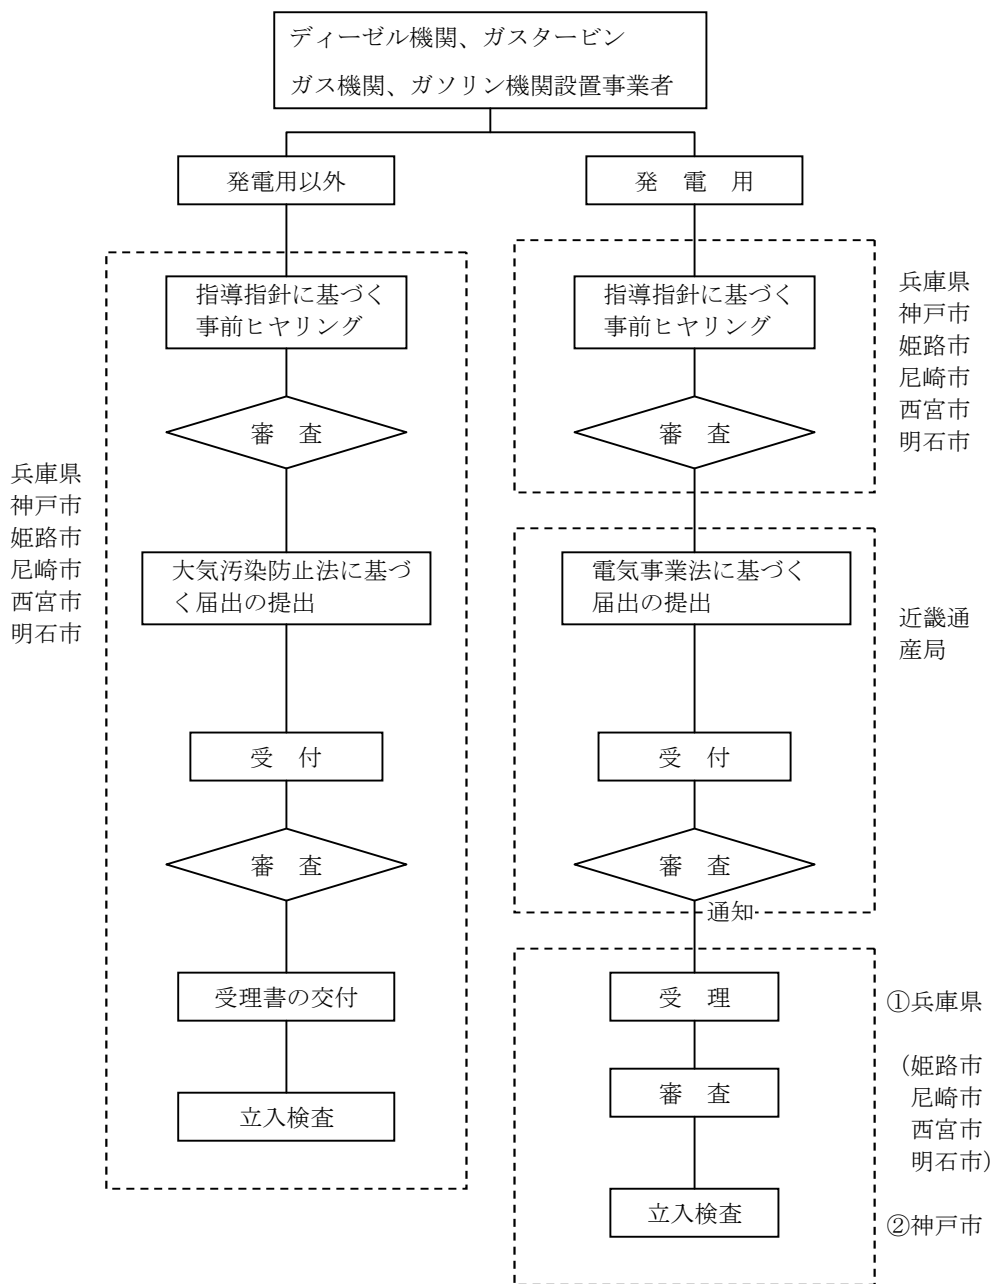 ディーゼル機関、ガスタービン
ガス機関、ガソリン機関設置事業者
発電用以外
発　電　用
指導指針に基づく
事前ヒヤリング
審　査
大気汚染防止法に基づ
く届出の提出
受　付
審　査
受理書の交付
立入検査
兵庫県
神戸市
姫路市
尼崎市
西宮市
明石市
指導指針に基づく
事前ヒヤリング
審　査
兵庫県
神戸市
姫路市
尼崎市
西宮市
明石市
電気事業法に基づく
届出の提出
受　付
審　査
通知
近畿通
産局
受　理
審　査
立入検査
①兵庫県
（姫路市
尼崎市
西宮市
明石市）
②神戸市